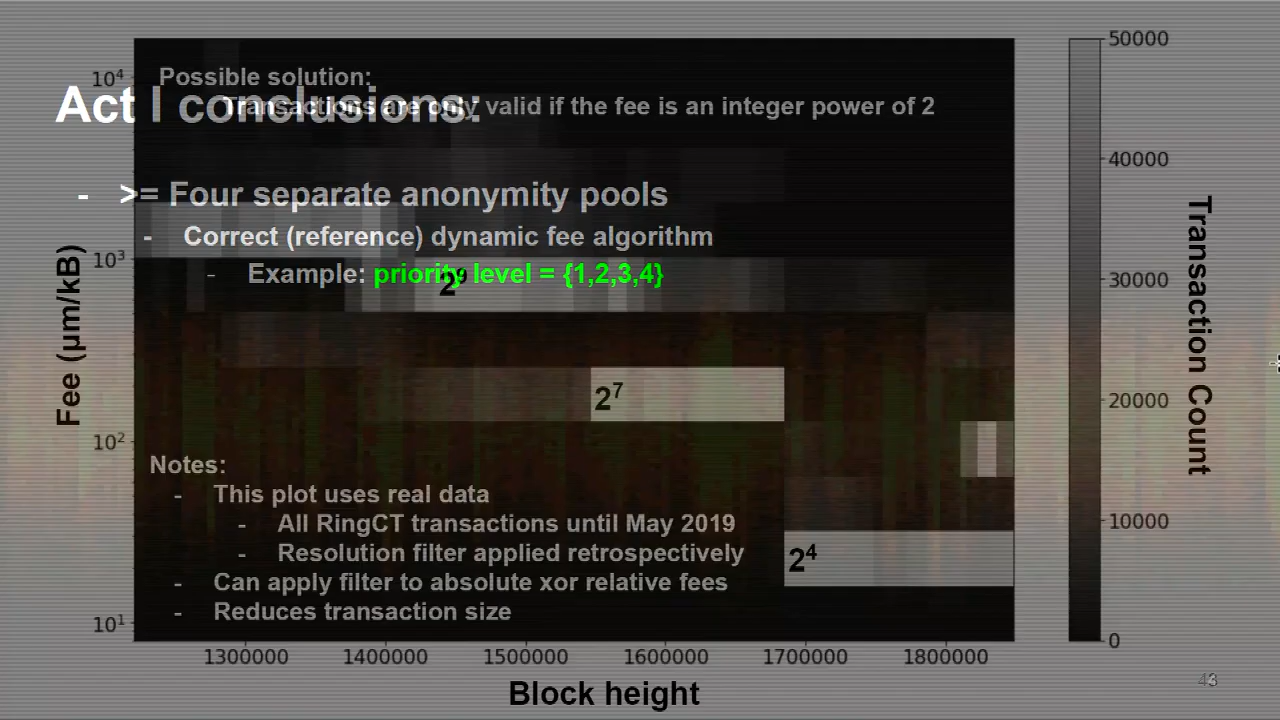 Possible solution:
Transactions are only valid if the fee is an integer power of 2
Act I conclusions:
- >= Four separate anonymity pools
- Correct (reference) dynamic fee algorithm
- Example: priority level = {1,2,3,4}
2⁹
2⁷
2⁴
Notes:
- This plot uses real data
- All RingCT transactions until May 2019
- Resolution filter applied retrospectively
- Can apply filter to absolute xor relative fees
- Reduces transaction size
Fee (µm/kB)
10⁴
10³
10²
10¹
1300000 1400000 1500000 1600000 1700000 1800000
Block height
50000
40000
30000
20000
10000
0
Transaction Count